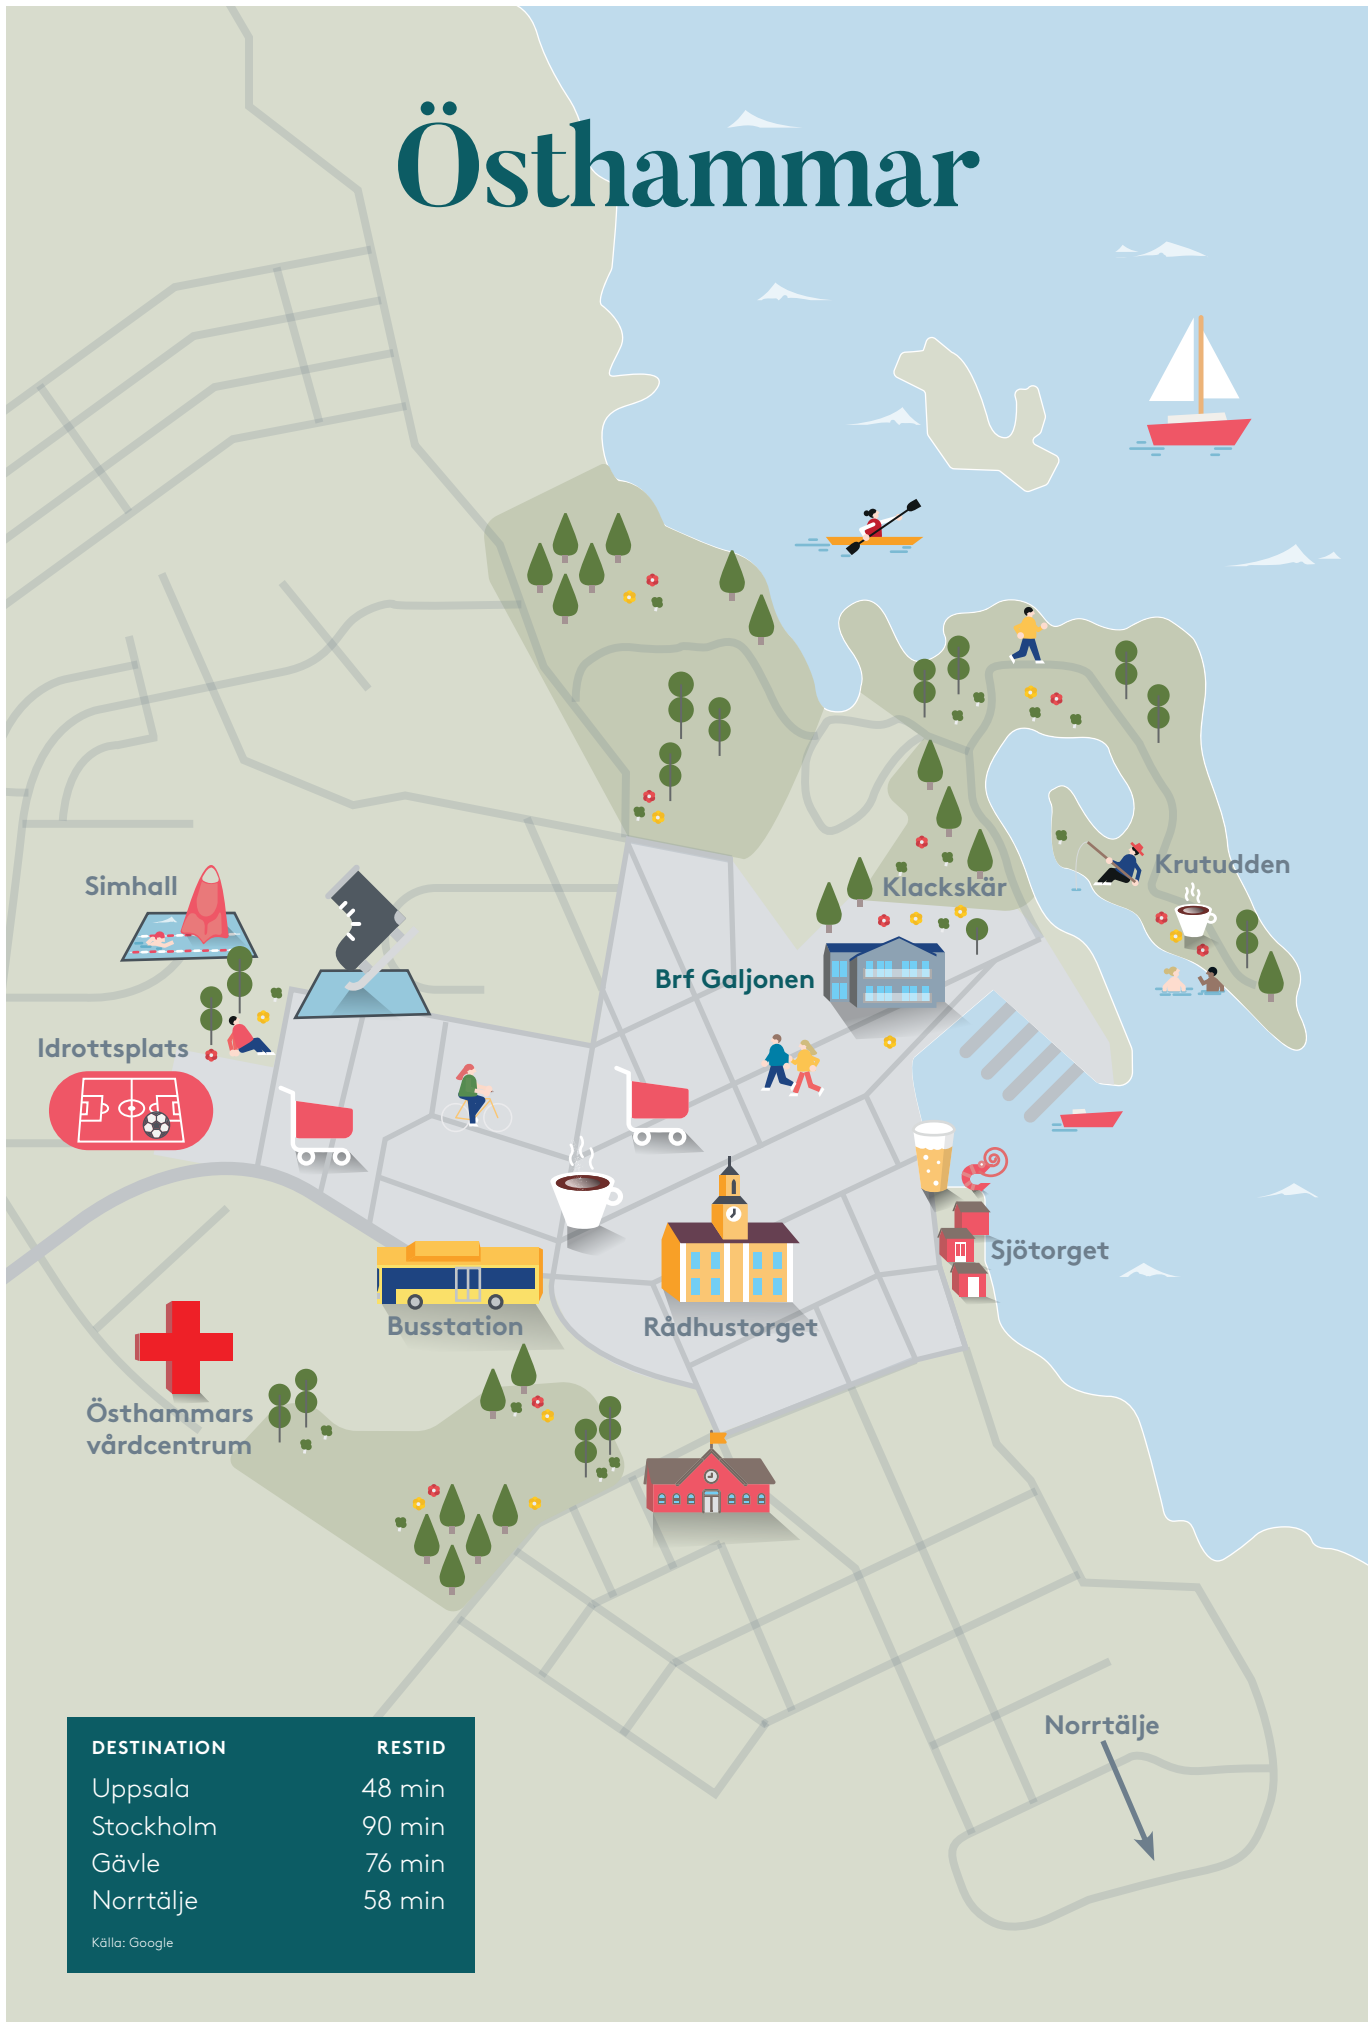 Östhammar
Simhall
Klackskär
Krutudden
Brf Galjonen
Idrottsplats
Sjötorget
Busstation
Rådhustorget
Östhammars
vårdcentrum
Norrtälje
DESTINATION RESTID
Uppsala 48 min
Stockholm 90 min
Gävle 76 min
Norrtälje 58 min
Källa: Google